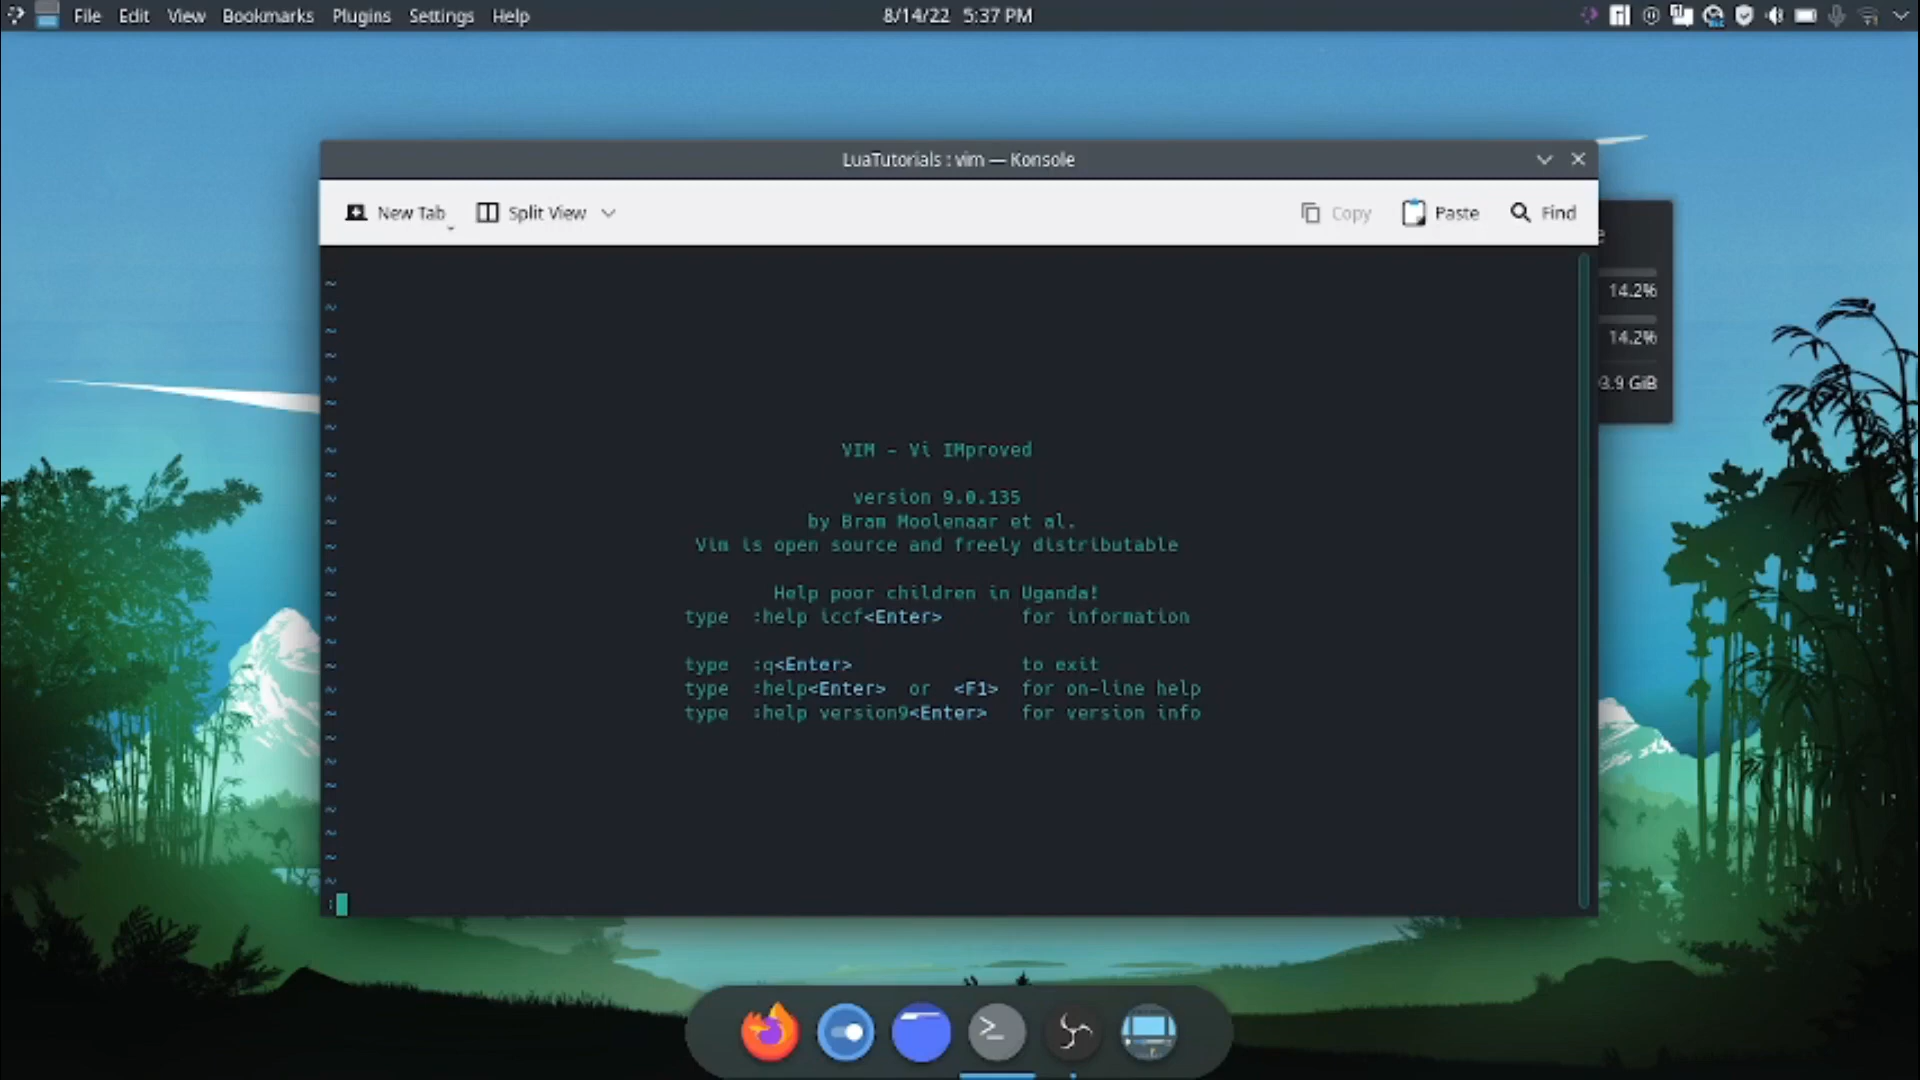 File Edit View Bookmarks Plugins Settings Help 8/14/22 5:37 PM
LuaTutorials : vim — Konsole
New Tab Split View Copy Paste Find
14.2%
14.2%
3.9 GiB
~
~
~
~
~
~
~
VIM - Vi IMproved
~
~
version 9.0.135
by Bram Moolenaar et al.
Vim is open source and freely distributable
~
~
~
~
Help poor children in Uganda!
type :help iccf<Enter> for information
~
~
~
type :q<Enter> to exit
type :help<Enter> or <F1> for on-line help
type :help version9<Enter> for version info
~
~
~
~
~
~
~
~
~
~
: